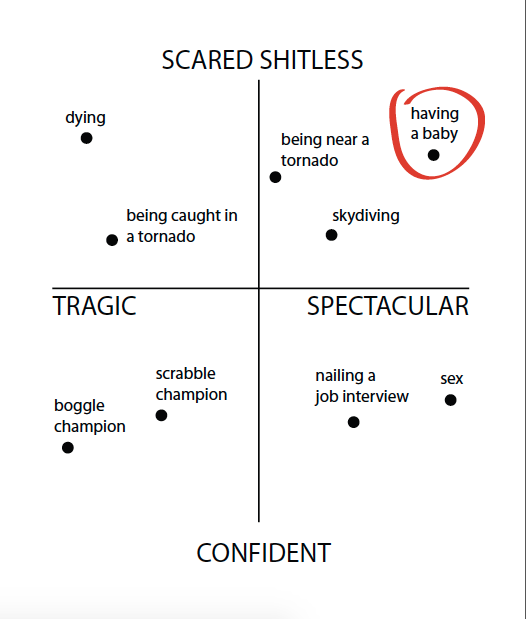 SCARED SHITLESS
dying
having
a baby
being near a
tornado
being caught in
a tornado
skydiving
TRAGIC
SPECTACULAR
scrabble
champion
nailing a
job interview
sex
boggle
champion
CONFIDENT